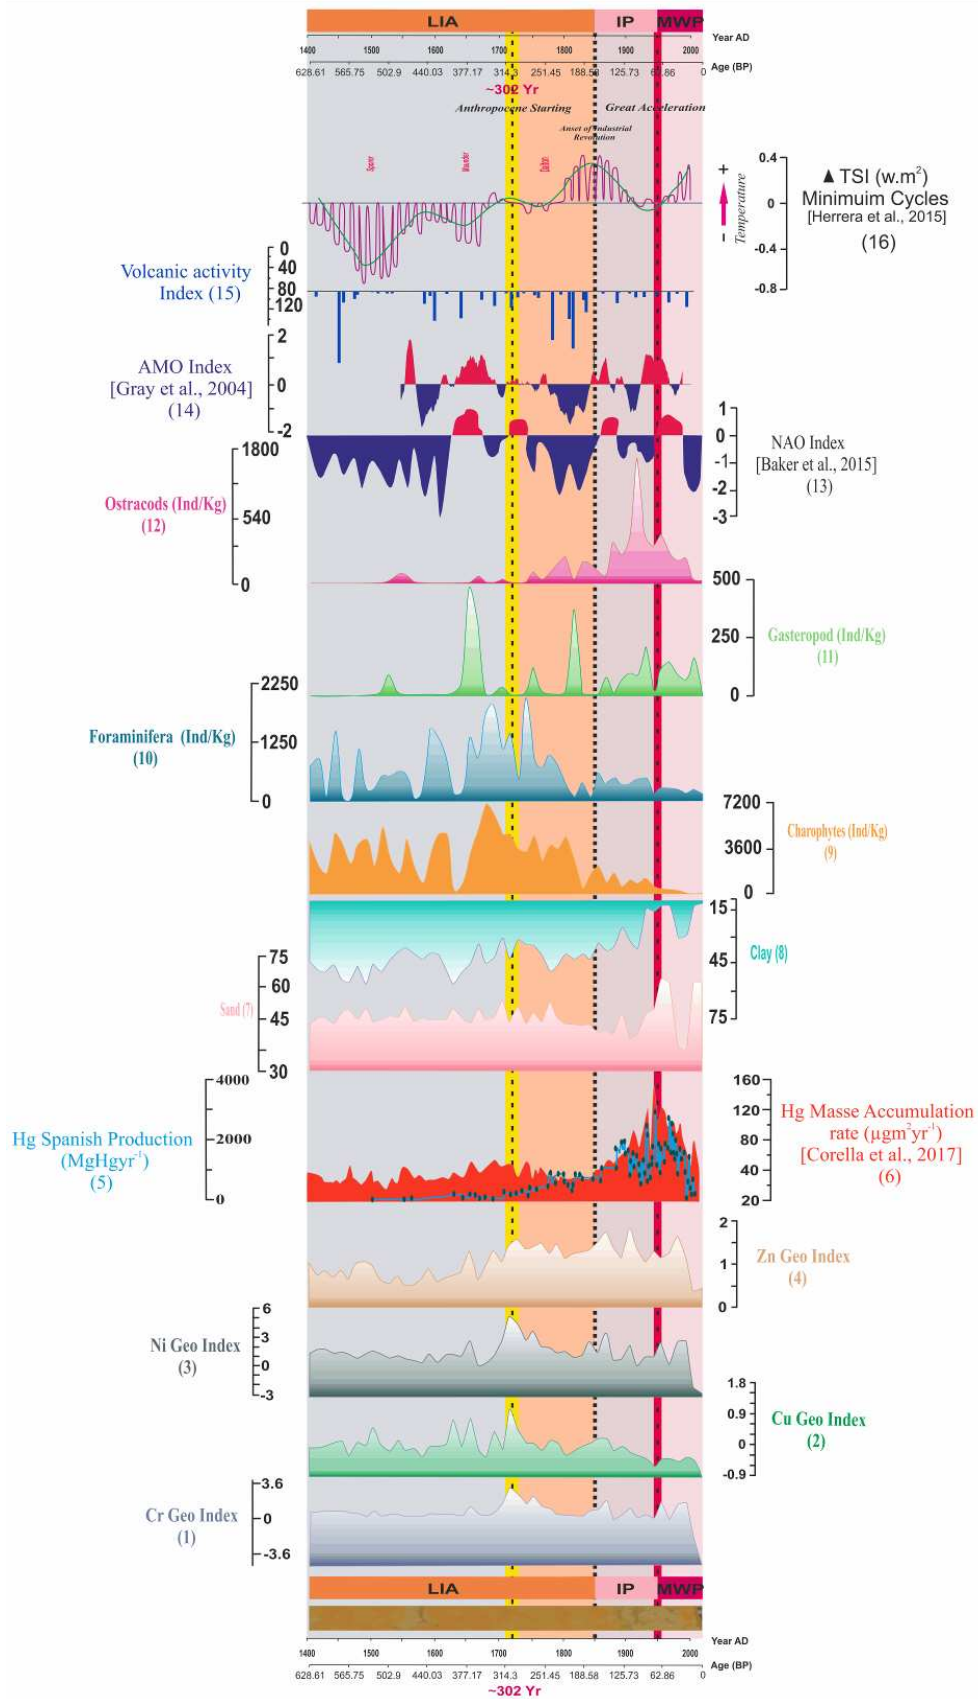 LIA IP MWP
Year AD
1400 1500 1600 1700 1800 1900 2000
Age (BP)
628.61 565.75 502.9 440.03 377.17 314.3 251.45 188.58 125.73 62.86 0
~302 Yr
Anthropocene Starting Great Acceleration
Anset of Industrial
Revolution
Sporer Maunder Dalton
+
Temperature
−
0.4
0
-0.4
-0.8
▲ TSI (w.m²)
Minimuim Cycles
[Herrera et al., 2015]
(16)
Volcanic activity
Index (15)
0
40
80
120
AMO Index
[Gray et al., 2004]
(14)
2
0
-2
1
0
-1
-2
-3
NAO Index
[Baker et al., 2015]
(13)
Ostracods (Ind/Kg)
(12)
1800
540
0
500
250
0
Gasteropod (Ind/Kg)
(11)
Foraminifera (Ind/Kg)
(10)
2250
1250
0
7200
3600
0
Charophytes (Ind/Kg)
(9)
15
45
75
Clay (8)
Sand (7)
75
60
45
30
Hg Spanish Production
(MgHgyr⁻¹)
(5)
4000
2000
0
160
120
80
40
20
Hg Masse Accumulation
rate (µgm²yr⁻¹)
[Corella et al., 2017]
(6)
2
1
0
Zn Geo Index
(4)
Ni Geo Index
(3)
6
3
0
-3
1.8
0.9
0
-0.9
Cu Geo Index
(2)
Cr Geo Index
(1)
3.6
0
-3.6
LIA IP MWP
Year AD
1400 1500 1600 1700 1800 1900 2000
Age (BP)
628.61 565.75 502.9 440.03 377.17 314.3 251.45 188.58 125.73 62.86 0
~302 Yr